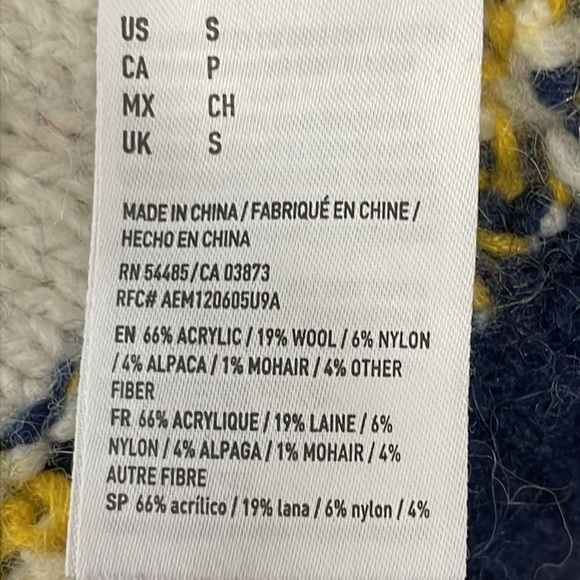 US S
CA P
MX CH
UK S
MADE IN CHINA / FABRIQUÉ EN CHINE /
HECHO EN CHINA
RN 54485/CA 03873
RFC# AEM120605U9A
EN 66% ACRYLIC / 19% WOOL / 6% NYLON
/ 4% ALPACA / 1% MOHAIR / 4% OTHER
FIBER
FR 66% ACRYLIQUE / 19% LAINE / 6%
NYLON / 4% ALPAGA / 1% MOHAIR / 4%
AUTRE FIBRE
SP 66% acrílico / 19% lana / 6% nylon / 4%